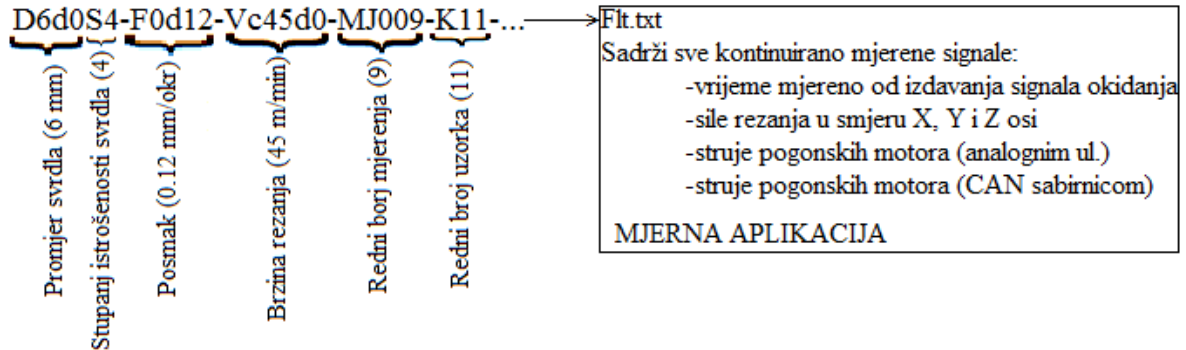 D6d0S4-F0d12-Vc45d0-MJ009-K11-...
Promjer svrdla (6 mm)
Stupanj istrošenosti svrdla (4)
Posmak (0.12 mm/okr)
Brzina rezanja (45 m/min)
Redni borj mjerenja (9)
Redni broj uzorka (11)
Flt.txt
Sadrži sve kontinuirano mjerene signale:
-vrijeme mjereno od izdavanja signala okidanja
-sile rezanja u smjeru X, Y i Z osi
-struje pogonskih motora (analognim ul.)
-struje pogonskih motora (CAN sabirnicom)
MJERNA APLIKACIJA